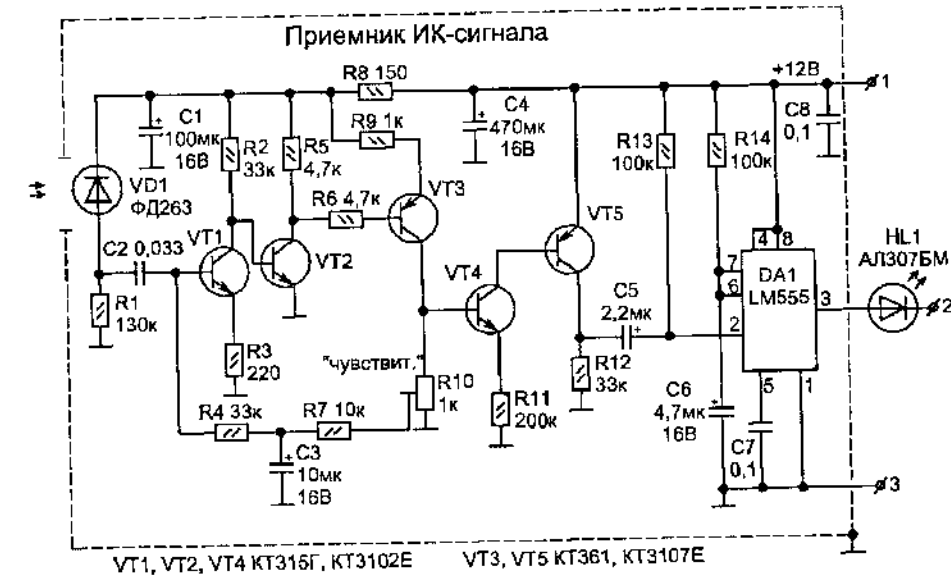 Приемник ИК-сигнала
R8 150
+12В
1
C1
100мк
16В
R2
33к
R5
4,7к
R9 1к
C4
470мк
16В
R13
100к
R14
100к
C8
0,1
VD1
ФД263
R6 4,7к
VT3
VT5
4
8
HL1
АЛ307БМ
C2 0,033
VT1
VT2
VT4
C5
2,2мк
7
6
2
DA1
LM555
3
2
R1
130к
R3
220
"чувствит."
R10
1к
R12
33к
5
1
R4 33к
R7 10к
R11
200к
C6
4,7мк
16В
C3
10мк
16В
C7
0,1
3
VT1, VT2, VT4 КТ315Г, КТ3102Е
VT3, VT5 КТ361, КТ3107Е